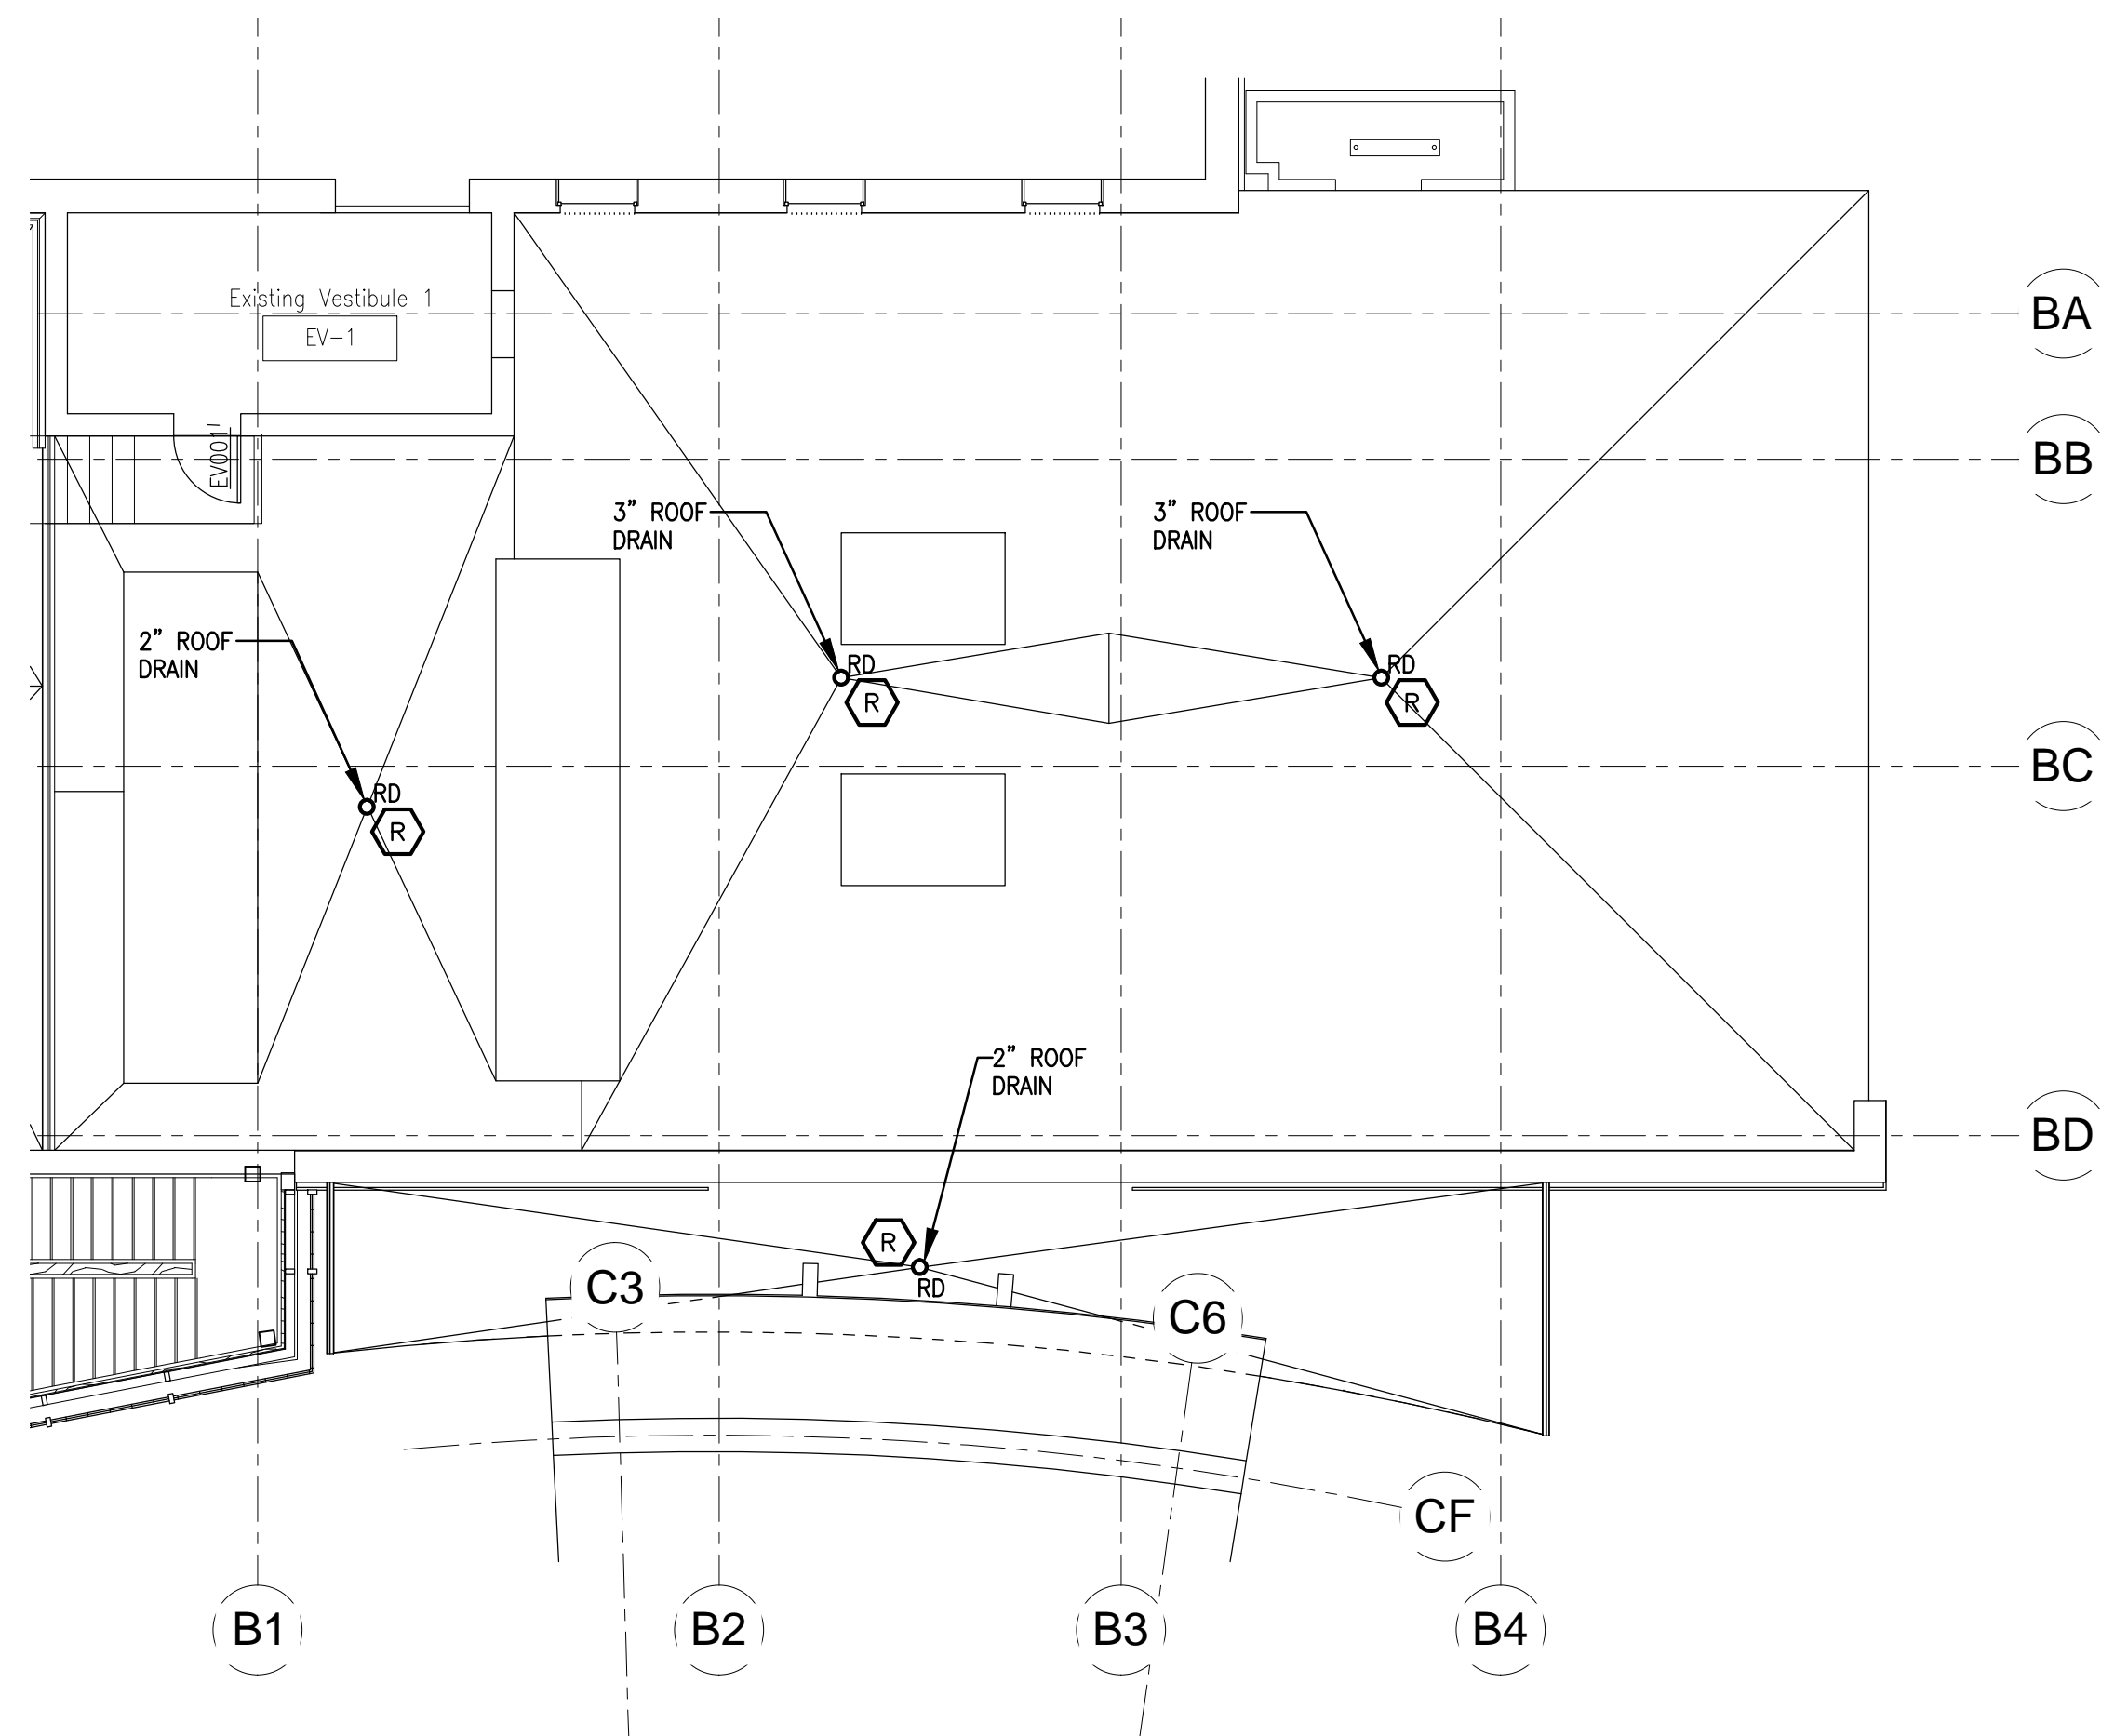 BA
Existing Vestibule 1
EV-1
EV001
BB
3” ROOF
DRAIN
3” ROOF
DRAIN
2” ROOF
DRAIN
RD
R
RD
R
BC
RD
R
2” ROOF
DRAIN
BD
R
RD
C3
C6
CF
B1
B2
B3
B4